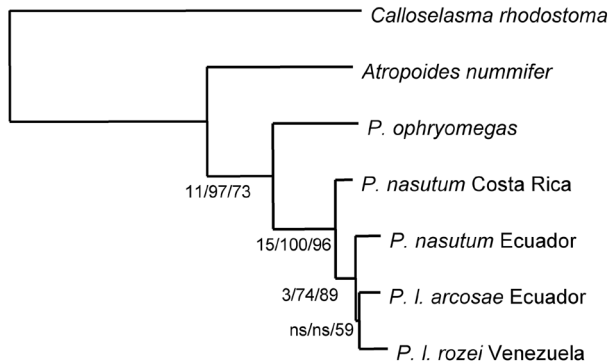 Calloselasma rhodostoma
Atropoides nummifer
P. ophryomegas
11/97/73
P. nasutum Costa Rica
15/100/96
P. nasutum Ecuador
3/74/89
P. l. arcosae Ecuador
ns/ns/59
P. l. rozei Venezuela